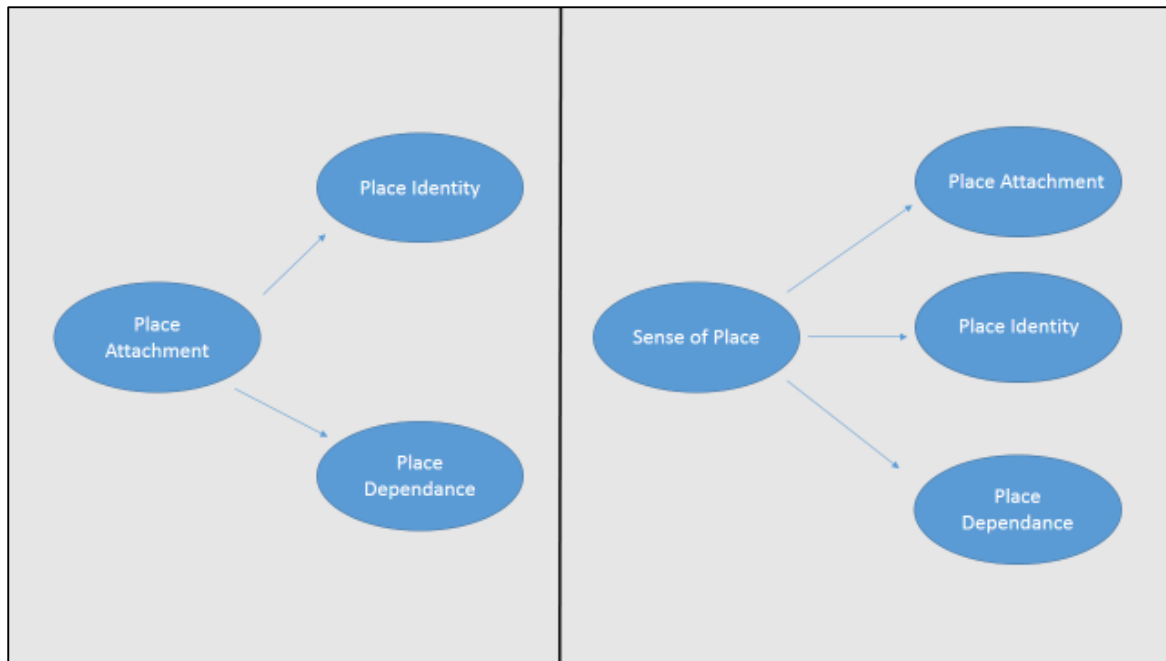 Place Identity
Place
Attachment
Place
Dependance
Place Attachment
Sense of Place
Place Identity
Place
Dependance